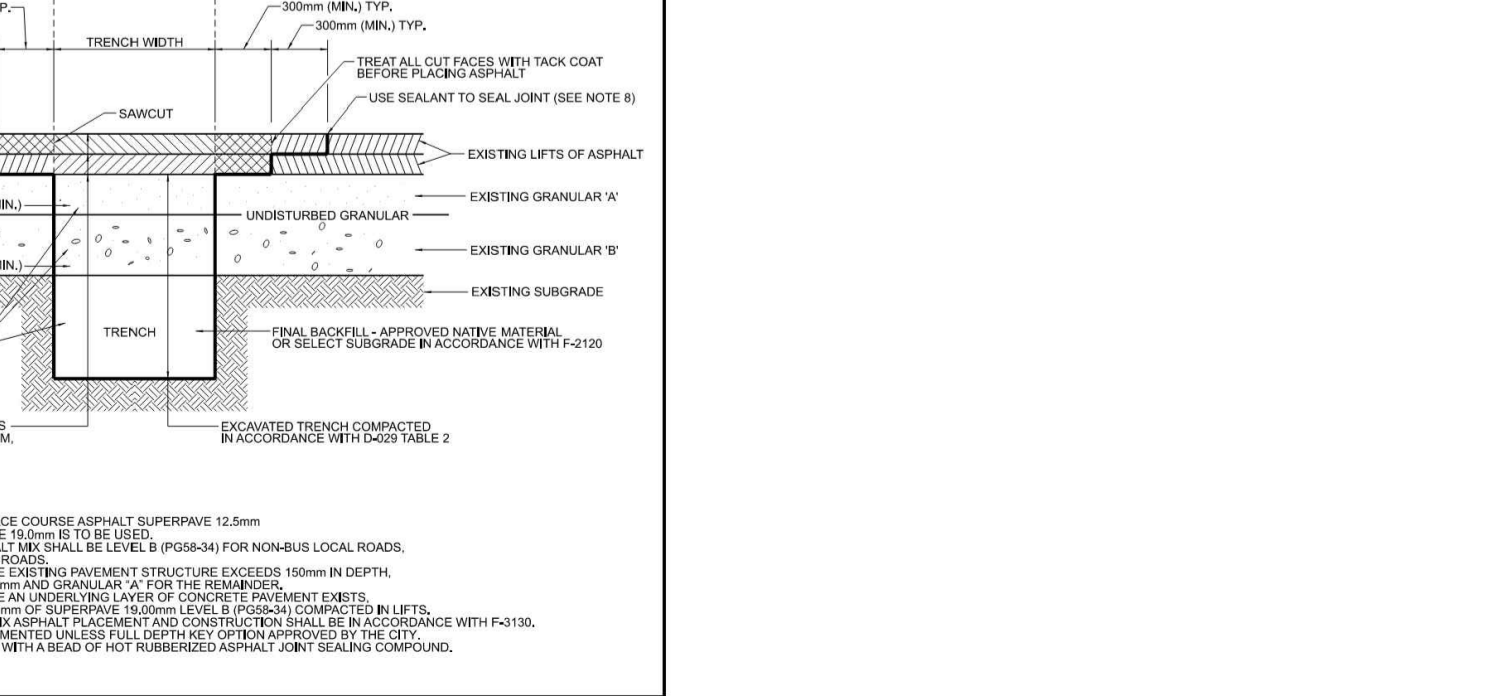 P.
300mm (MIN.) TYP.
300mm (MIN.) TYP.
TRENCH WIDTH
TREAT ALL CUT FACES WITH TACK COAT
BEFORE PLACING ASPHALT
USE SEALANT TO SEAL JOINT (SEE NOTE 8)
SAWCUT
EXISTING LIFTS OF ASPHALT
EXISTING GRANULAR 'A'
IN.)
UNDISTURBED GRANULAR
EXISTING GRANULAR 'B'
IN.)
EXISTING SUBGRADE
TRENCH
FINAL BACKFILL - APPROVED NATIVE MATERIAL
OR SELECT SUBGRADE IN ACCORDANCE WITH F-2120
S
M,
EXCAVATED TRENCH COMPACTED
IN ACCORDANCE WITH D-029 TABLE 2
CE COURSE ASPHALT SUPERPAVE 12.5mm
E 19.0mm IS TO BE USED.
ALT MIX SHALL BE LEVEL B (PG58-34) FOR NON-BUS LOCAL ROADS,
ROADS.
E EXISTING PAVEMENT STRUCTURE EXCEEDS 150mm IN DEPTH,
mm AND GRANULAR "A" FOR THE REMAINDER.
E AN UNDERLYING LAYER OF CONCRETE PAVEMENT EXISTS,
mm OF SUPERPAVE 19.00mm LEVEL B (PG58-34) COMPACTED IN LIFTS.
IX ASPHALT PLACEMENT AND CONSTRUCTION SHALL BE IN ACCORDANCE WITH F-3130.
MENTED UNLESS FULL DEPTH KEY OPTION APPROVED BY THE CITY.
WITH A BEAD OF HOT RUBBERIZED ASPHALT JOINT SEALING COMPOUND.